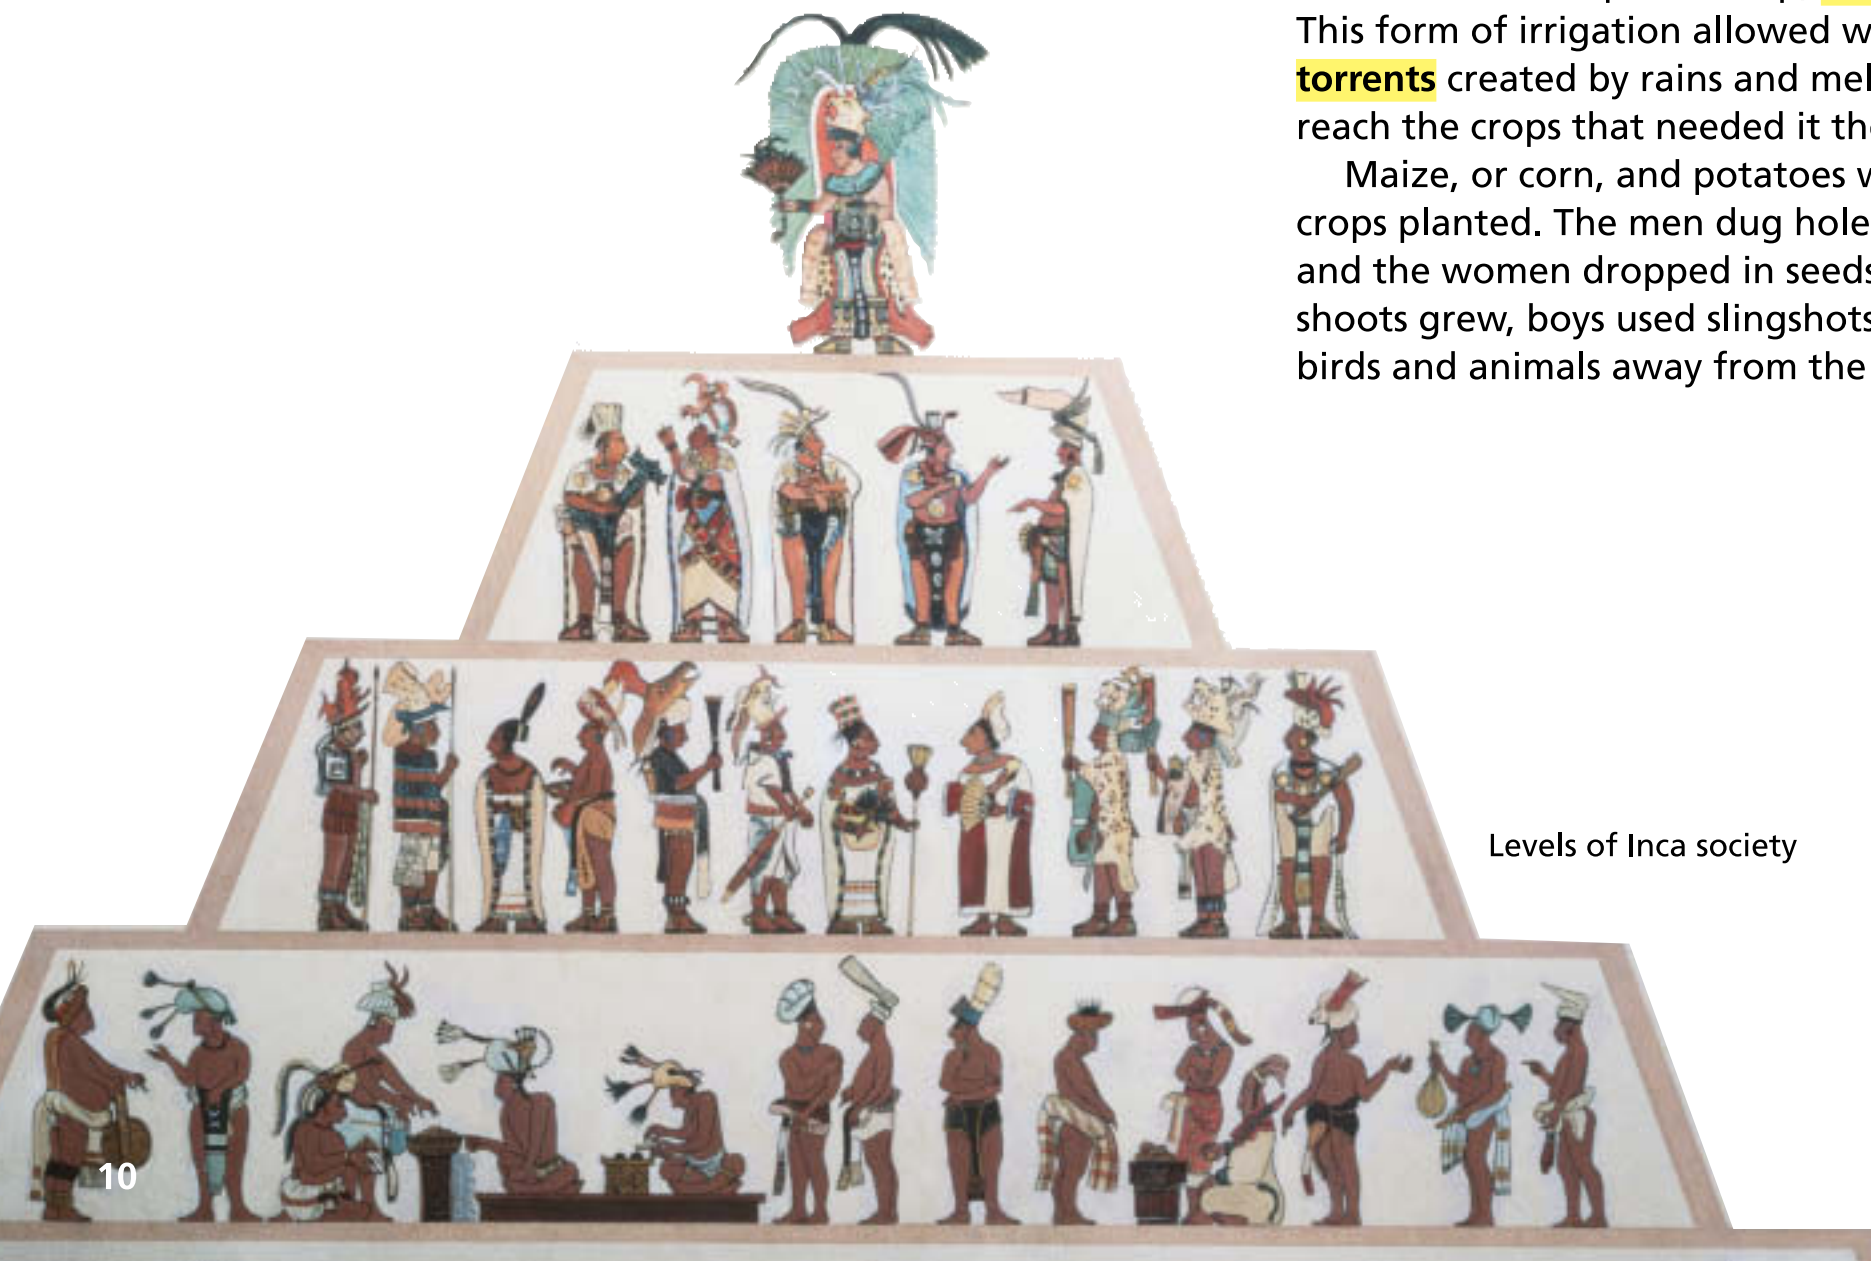 This form of irrigation allowed
torrents created by rains and
reach the crops that needed it
Maize, or corn, and potatoes
crops planted. The men dug
and the women dropped in seeds
shoots grew, boys used slingshots
birds and animals away from the
Levels of Inca society
10